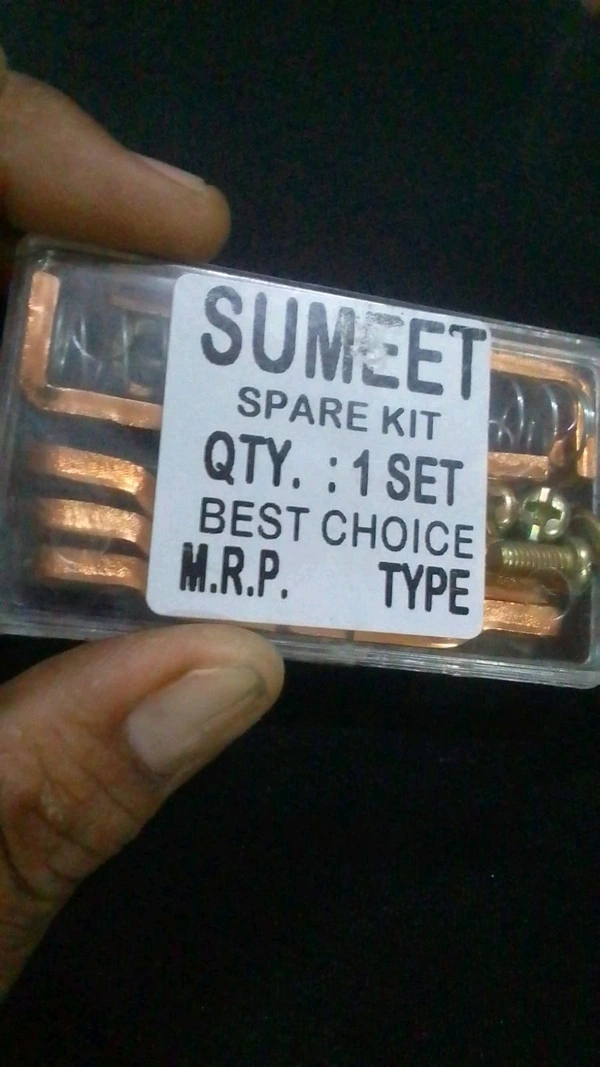 SUMEET
SPARE KIT
QTY. : 1 SET
BEST CHOICE
M.R.P. TYPE